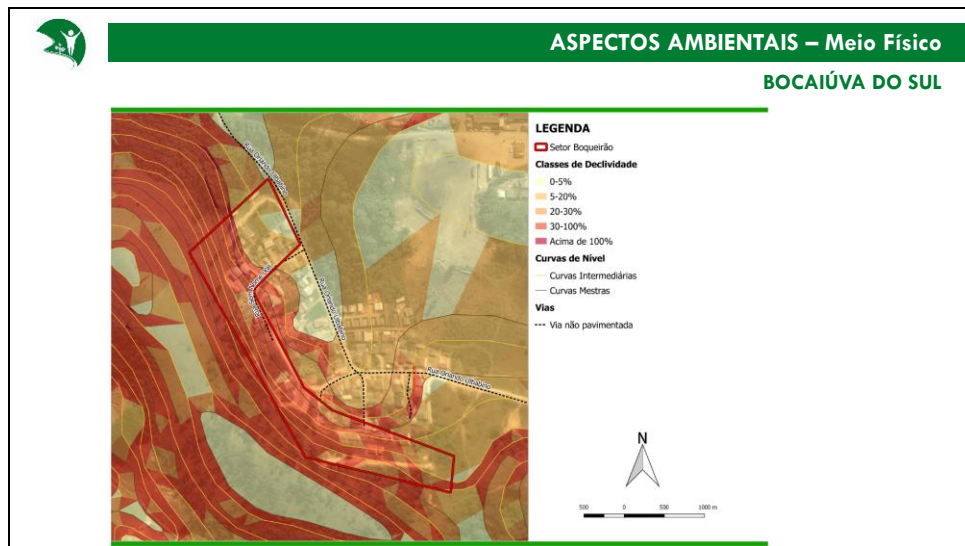 ASPECTOS AMBIENTAIS – Meio Físico
BOCAIÚVA DO SUL
LEGENDA
Setor Boqueirão
Classes de Declividade
0-5%
5-20%
20-30%
30-100%
Acima de 100%
Curvas de Nível
Curvas Intermediárias
Curvas Mestras
Vias
Via não pavimentada
N
500 0 500 1000 m